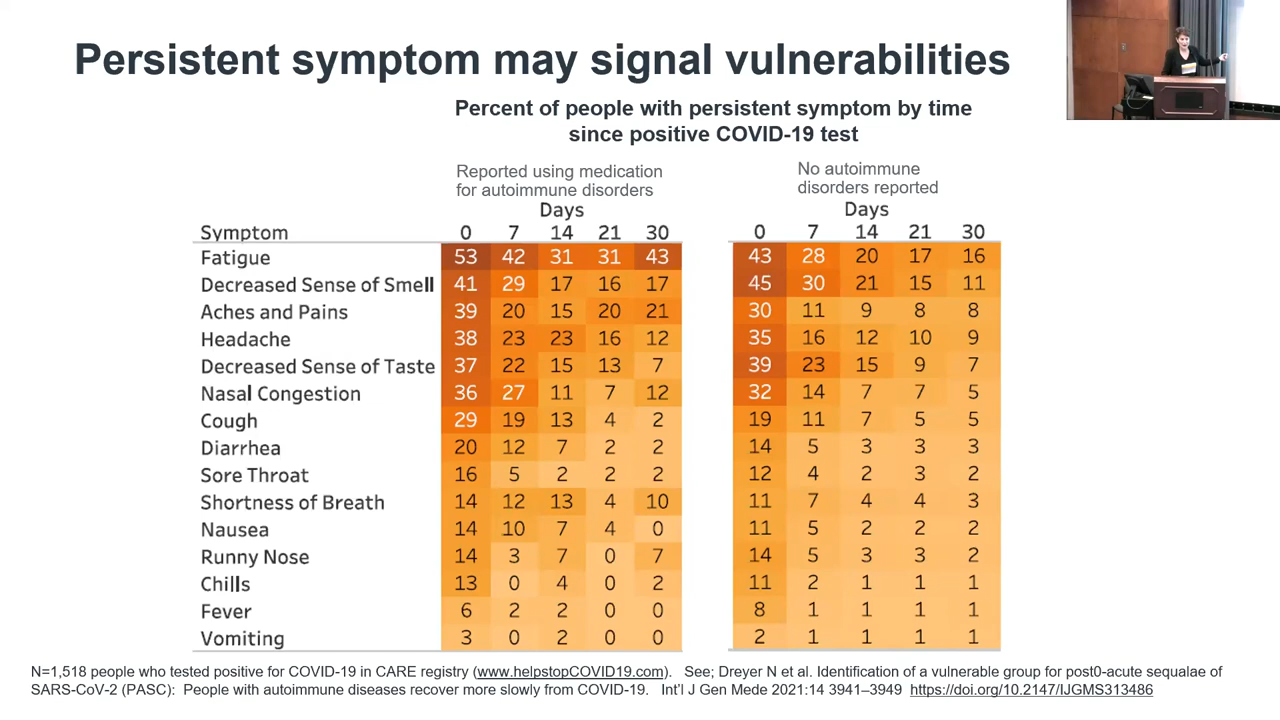 Persistent symptom may signal vulnerabilities
Percent of people with persistent symptom by time
since positive COVID-19 test
Reported using medication
for autoimmune disorders
No autoimmune
disorders reported
Days
Days
Symptom 0 7 14 21 30 0 7 14 21 30
Fatigue 53 42 31 31 43 43 28 20 17 16
Decreased Sense of Smell 41 29 17 16 17 45 30 21 15 11
Aches and Pains 39 20 15 20 21 30 11 9 8 8
Headache 38 23 23 16 12 35 16 12 10 9
Decreased Sense of Taste 37 22 15 13 7 39 23 15 9 7
Nasal Congestion 36 27 11 7 12 32 14 7 7 5
Cough 29 19 13 4 2 19 11 7 5 5
Diarrhea 20 12 7 2 2 14 5 3 3 3
Sore Throat 16 5 2 2 2 12 4 2 3 2
Shortness of Breath 14 12 13 4 10 11 7 4 4 3
Nausea 14 10 7 4 0 11 5 2 2 2
Runny Nose 14 3 7 0 7 14 5 3 3 2
Chills 13 0 4 0 2 11 2 1 1 1
Fever 6 2 2 0 0 8 1 1 1 1
Vomiting 3 0 2 0 0 2 1 1 1 1
N=1,518 people who tested positive for COVID-19 in CARE registry (www.helpstopCOVID19.com). See; Dreyer N et al. Identification of a vulnerable group for post0-acute sequalae of
SARS-CoV-2 (PASC): People with autoimmune diseases recover more slowly from COVID-19. Int'l J Gen Mede 2021:14 3941–3949 https://doi.org/10.2147/IJGMS313486